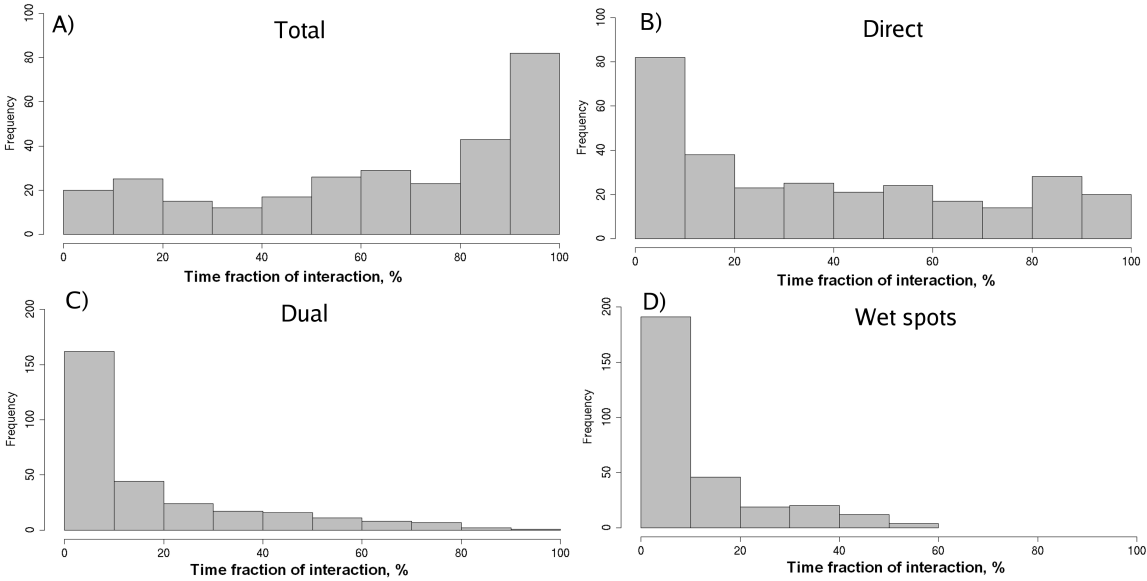 A)
Total
Frequency
0 20 40 60 80 100
0 20 40 60 80 100
Time fraction of interaction, %
B)
Direct
Frequency
0 20 40 60 80 100
0 20 40 60 80 100
Time fraction of interaction, %
C)
Dual
Frequency
0 50 100 150 200
0 20 40 60 80 100
Time fraction of interaction, %
D)
Wet spots
Frequency
0 50 100 150 200
0 20 40 60 80 100
Time fraction of interaction, %